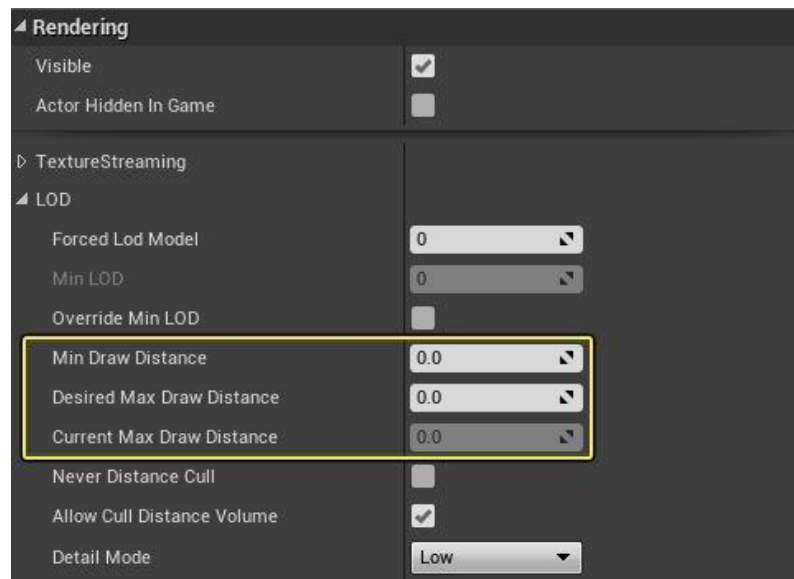 Rendering
Visible
Actor Hidden In Game
TextureStreaming
LOD
Forced Lod Model 0
Min LOD 0
Override Min LOD
Min Draw Distance 0.0
Desired Max Draw Distance 0.0
Current Max Draw Distance 0.0
Never Distance Cull
Allow Cull Distance Volume
Detail Mode Low